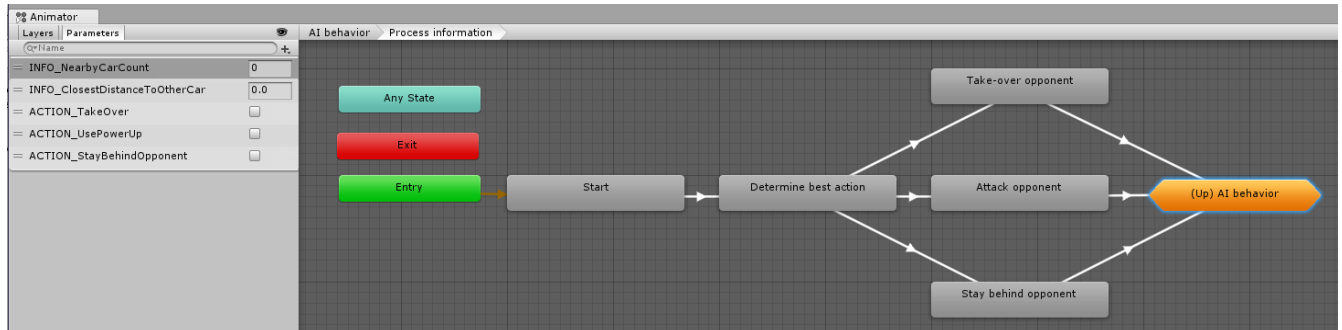 Animator
Layers Parameters
Name
INFO_NearbyCarCount 0
INFO_ClosestDistanceToOtherCar 0.0
ACTION_TakeOver
ACTION_UsePowerUp
ACTION_StayBehindOpponent
AI behavior Process information
Any State
Exit
Entry
Start
Determine best action
Take-over opponent
Attack opponent
Stay behind opponent
(Up) AI behavior